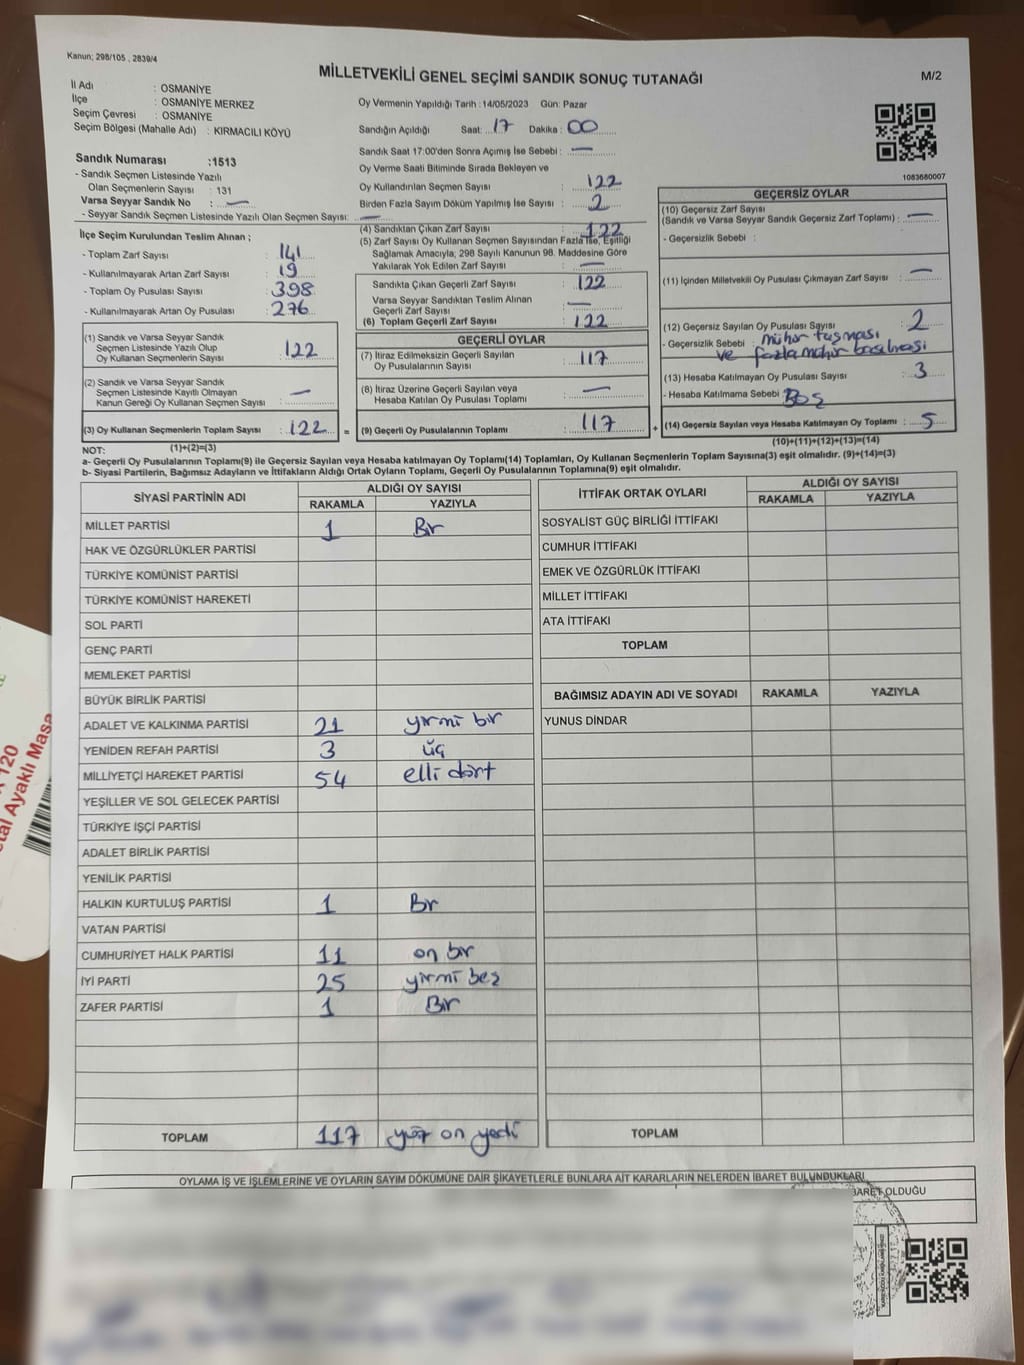 Kanun; 298/105 , 2839/4
MİLLETVEKİLİ GENEL SEÇİMİ SANDIK SONUÇ TUTANAĞI
M/2
İl Adı : OSMANİYE
İlçe : OSMANİYE MERKEZ
Seçim Çevresi : OSMANİYE
Seçim Bölgesi (Mahalle Adı) : KIRMACILI KÖYÜ
Sandık Numarası :1513
- Sandık Seçmen Listesinde Yazılı
Olan Seçmenlerin Sayısı : 131
Varsa Seyyar Sandık No : —
- Seyyar Sandık Seçmen Listesinde Yazılı Olan Seçmen Sayısı: —
Oy Vermenin Yapıldığı Tarih :14/05/2023 Gün: Pazar
Sandığın Açıldığı Saat: 17 Dakika : 00
Sandık Saat 17:00'den Sonra Açımış İse Sebebi : —
Oy Verme Saati Bitiminde Sırada Bekleyen ve
Oy Kullandırılan Seçmen Sayısı : 122
Birden Fazla Sayım Döküm Yapılmış İse Sayısı : 2
1083680007
İlçe Seçim Kurulundan Teslim Alınan ;
- Toplam Zarf Sayısı : 141
- Kullanılmayarak Artan Zarf Sayısı : 19
- Toplam Oy Pusulası Sayısı : 398
- Kullanılmayarak Artan Oy Pusulası : 276
(1) Sandık ve Varsa Seyyar Sandık
Seçmen Listesinde Yazılı Olup
Oy Kullanan Seçmenlerin Sayısı : 122
(2) Sandık ve Varsa Seyyar Sandık
Seçmen Listesinde Kayıtlı Olmayan
Kanun Gereği Oy Kullanan Seçmen Sayısı : —
(3) Oy Kullanan Seçmenlerin Toplam Sayısı : 122 =
(1)+(2)=(3)
(4) Sandıktan Çıkan Zarf Sayısı : 122
(5) Zarf Sayısı Oy Kullanan Seçmen Sayısından Fazla İse, Eşitliği
Sağlamak Amacıyla; 298 Sayılı Kanunun 98. Maddesine Göre
Yakılarak Yok Edilen Zarf Sayısı : —
Sandıkta Çıkan Geçerli Zarf Sayısı : 122
Varsa Seyyar Sandıktan Teslim Alınan
Geçerli Zarf Sayısı : —
(6) Toplam Geçerli Zarf Sayısı : 122
GEÇERLİ OYLAR
(7) İtiraz Edilmeksizin Geçerli Sayılan
Oy Pusulalarının Sayısı : 117
(8) İtiraz Üzerine Geçerli Sayılan veya
Hesaba Katılan Oy Pusulası Toplamı : —
(9) Geçerli Oy Pusulalarının Toplamı : 117 +
GEÇERSİZ OYLAR
(10) Geçersiz Zarf Sayısı
(Sandık ve Varsa Seyyar Sandık Geçersiz Zarf Toplamı) : —
- Geçersizlik Sebebi :
(11) İçinden Milletvekili Oy Pusulası Çıkmayan Zarf Sayısı : —
(12) Geçersiz Sayılan Oy Pusulası Sayısı : 2
- Geçersizlik Sebebi : mühür taşması
ve fazla mühür basılması
(13) Hesaba Katılmayan Oy Pusulası Sayısı : 3
- Hesaba Katılmama Sebebi : Boş
(14) Geçersiz Sayılan veya Hesaba Katılmayan Oy Toplamı : 5
(10)+(11)+(12)+(13)=(14)
NOT:
a- Geçerli Oy Pusulalarının Toplamı(9) ile Geçersiz Sayılan veya Hesaba katılmayan Oy Toplamı(14) Toplamları, Oy Kullanan Seçmenlerin Toplam Sayısına(3) eşit olmalıdır. (9)+(14)=(3)
b- Siyasi Partilerin, Bağımsız Adayların ve İttifakların Aldığı Ortak Oyların Toplamı, Geçerli Oy Pusulalarının Toplamına(9) eşit olmalıdır.
SİYASİ PARTİNİN ADI ALDIĞI OY SAYISI
RAKAMLA YAZIYLA
MİLLET PARTİSİ 1 Bir
HAK VE ÖZGÜRLÜKLER PARTİSİ
TÜRKİYE KOMÜNİST PARTİSİ
TÜRKİYE KOMÜNİST HAREKETİ
SOL PARTİ
GENÇ PARTİ
MEMLEKET PARTİSİ
BÜYÜK BİRLİK PARTİSİ
ADALET VE KALKINMA PARTİSİ 21 yirmi bir
YENİDEN REFAH PARTİSİ 3 üç
MİLLİYETÇİ HAREKET PARTİSİ 54 elli dört
YEŞİLLER VE SOL GELECEK PARTİSİ
TÜRKİYE İŞÇİ PARTİSİ
ADALET BİRLİK PARTİSİ
YENİLİK PARTİSİ
HALKIN KURTULUŞ PARTİSİ 1 Bir
VATAN PARTİSİ
CUMHURİYET HALK PARTİSİ 11 on bir
İYİ PARTİ 25 yirmi beş
ZAFER PARTİSİ 1 Bir
TOPLAM 117 yüz on yedi
İTTİFAK ORTAK OYLARI ALDIĞI OY SAYISI
RAKAMLA YAZIYLA
SOSYALİST GÜÇ BİRLİĞİ İTTİFAKI
CUMHUR İTTİFAKI
EMEK VE ÖZGÜRLÜK İTTİFAKI
MİLLET İTTİFAKI
ATA İTTİFAKI
TOPLAM
BAĞIMSIZ ADAYIN ADI VE SOYADI RAKAMLA YAZIYLA
YUNUS DİNDAR
TOPLAM
OYLAMA İŞ VE İŞLEMLERİNE VE OYLARIN SAYIM DÖKÜMÜNE DAİR ŞİKAYETLERLE BUNLARA AİT KARARLARIN NELERDEN İBARET BULUNDUKLARI
BARET OLDUĞU
120
tal Ayaklı Masa